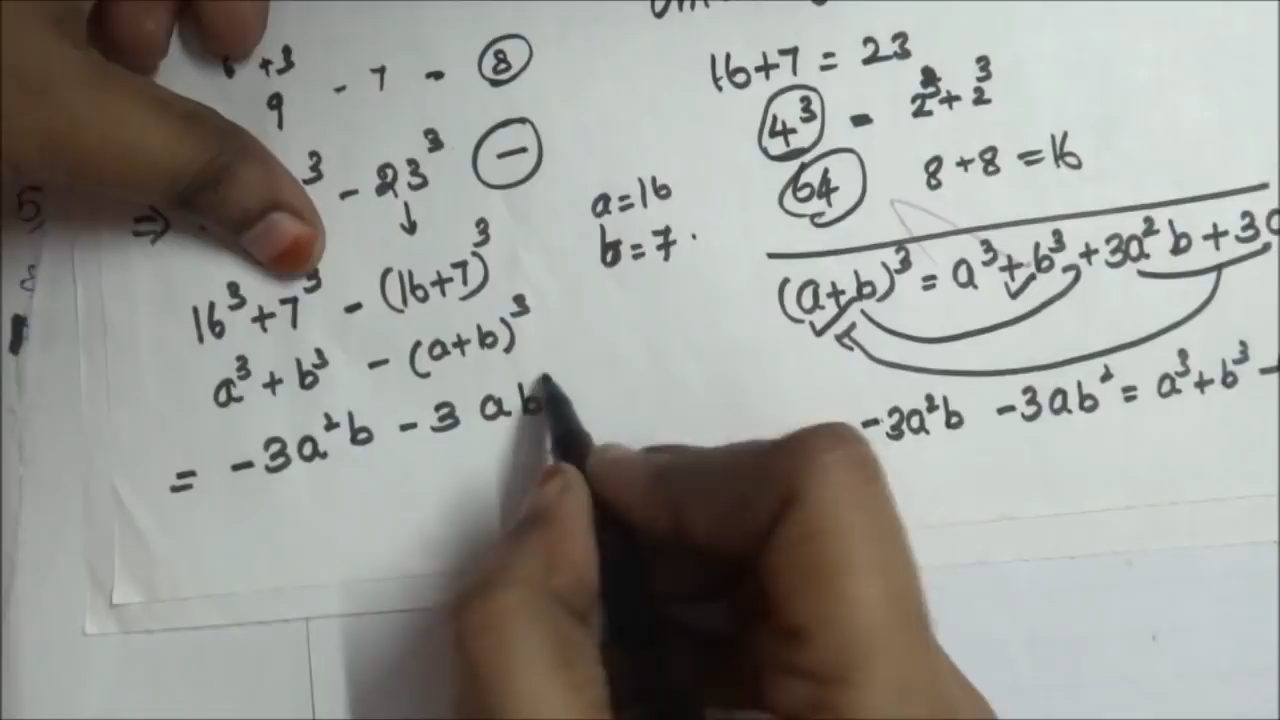 +3
9 - 7 - 8
3 - 23³ -
⇒
↓
16³+7³ - (16+7)³
a³ + b³ - (a+b)³
= -3a²b - 3 ab
a=16
b=7.
16+7 = 23
4³ = 2³+2³
64 8+8 =16
(a+b)³ = a³+b³+3a²b+3
-3a²b -3ab² = a³+b³ -
5